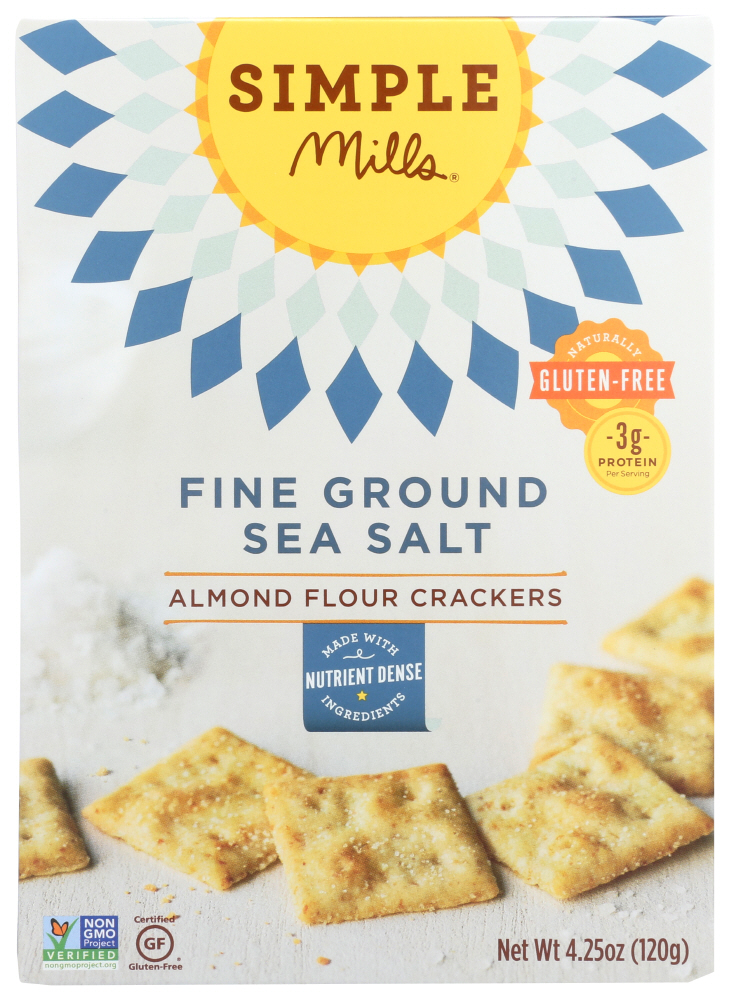 SIMPLE
Mills®
NATURALLY
GLUTEN-FREE
-3g-
PROTEIN
Per Serving
FINE GROUND
SEA SALT
ALMOND FLOUR CRACKERS
MADE WITH
NUTRIENT DENSE
INGREDIENTS
NON
GMO
Project
VERIFIED
nongmoproject.org
Certified
GF
Gluten-Free
Net Wt 4.25oz (120g)